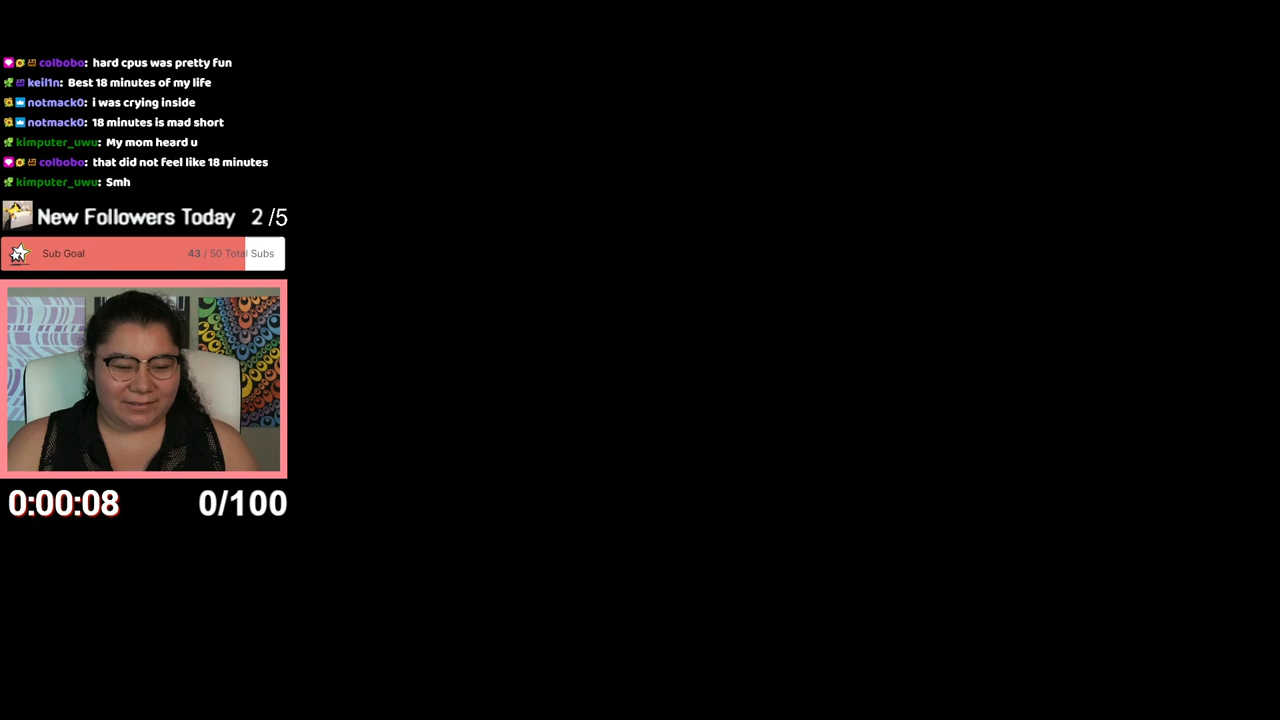 colbobo: hard cpus was pretty fun
keil1n: Best 18 minutes of my life
notmack0: i was crying inside
notmack0: 18 minutes is mad short
kimputer_uwu: My mom heard u
colbobo: that did not feel like 18 minutes
kimputer_uwu: Smh
New Followers Today 2 /5
Sub Goal 43 / 50 Total Subs
0:00:08 0/100